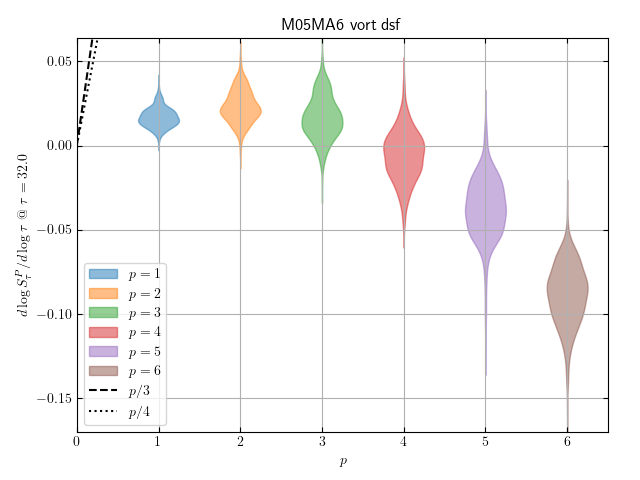 M05MA6 vort dsf
0.05
0.00
−0.05
−0.10
−0.15
d log S_τ^P / d log τ @ τ = 32.0
p = 1
p = 2
p = 3
p = 4
p = 5
p = 6
p/3
p/4
0 1 2 3 4 5 6
p